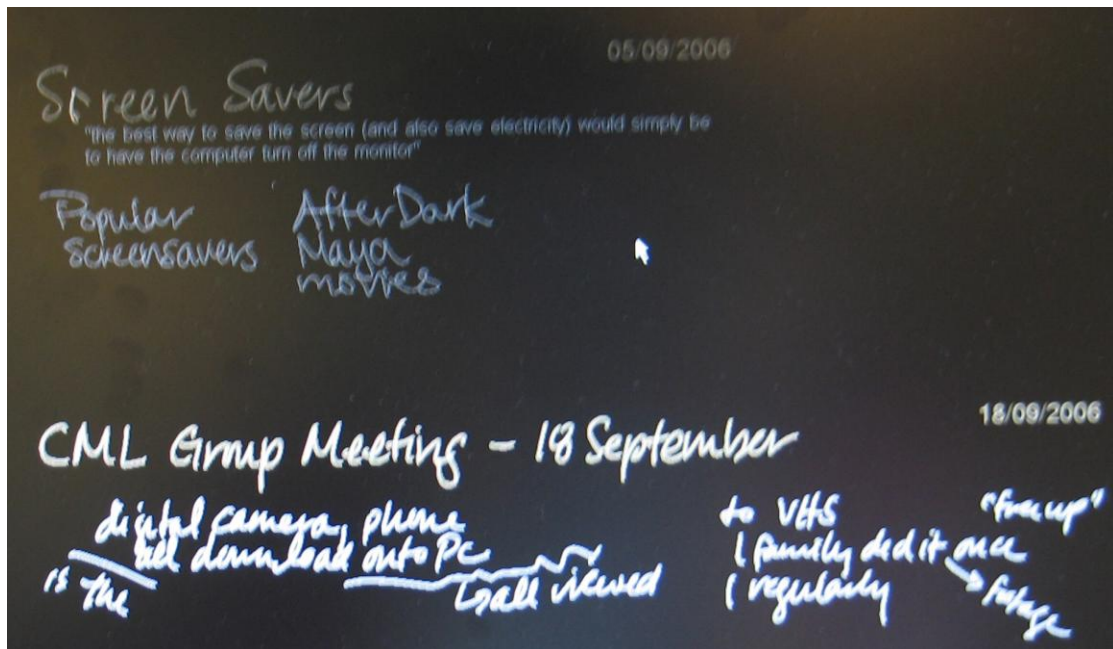 05/09/2006
Screen Savers
"the best way to save the screen (and also save electricity) would simply be
to have the computer turn off the monitor"
Popular
screensavers
AfterDark
Maya
movies
18/09/2006
CML Group Meeting - 18 September
digital camera, phone
all download onto PC
is The
all viewed
to VHS
1 family did it once
1 regularly
"free up"
footage